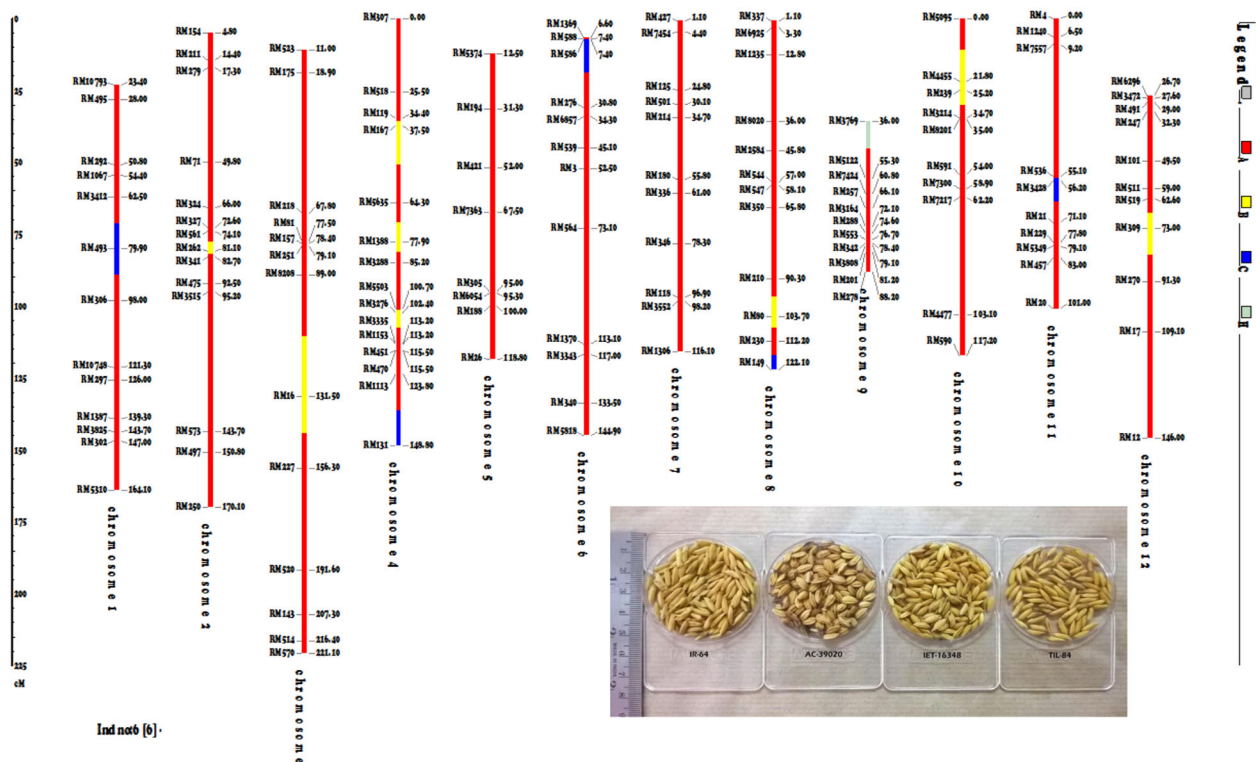 0
25
50
75
100
125
150
175
200
225
cM
RM10793 23.40
RM495 28.00
RM292 50.80
RM1067 54.40
RM3412 62.50
RM493 79.90
RM306 98.00
RM10748 121.30
RM297 126.00
RM1387 139.30
RM3825 143.70
RM302 147.00
RM5310 164.10
chromosome 1
RM154 4.80
RM211 14.40
RM279 17.30
RM71 49.80
RM324 66.00
RM327 72.60
RM561 74.10
RM262 81.10
RM341 82.70
RM475 92.50
RM3515 95.20
RM573 143.70
RM497 150.80
RM250 170.10
chromosome 2
RM523 11.00
RM175 18.90
RM218 67.80
RM81 77.50
RM157 78.40
RM251 79.10
RM8208 89.00
RM16 131.50
RM227 156.30
RM520 191.60
RM143 207.30
RM514 216.40
RM570 221.10
chromosome
RM307 0.00
RM518 25.50
RM119 34.40
RM167 37.50
RM5635 64.30
RM1388 77.90
RM3288 85.20
RM5503 100.70
RM3276 102.40
RM3335 113.20
RM1153 113.20
RM451 115.50
RM470 115.50
RM1113 123.80
RM131 148.80
chromosome 4
RM5374 12.50
RM194 31.30
RM421 52.00
RM7363 67.50
RM305 95.00
RM6054 95.30
RM188 100.00
RM26 118.80
chromosome 5
RM1369 6.60
RM588 7.40
RM586 7.40
RM276 30.80
RM6957 34.30
RM539 45.10
RM3 52.50
RM564 73.10
RM1370 113.10
RM3343 117.00
RM340 133.50
RM5818 144.90
chromosome 6
RM427 1.10
RM7454 4.40
RM125 24.80
RM501 30.10
RM214 34.70
RM180 55.80
RM336 61.00
RM346 78.30
RM118 96.90
RM3552 98.20
RM1306 116.10
chromosome 7
RM337 1.10
RM6925 3.30
RM1235 12.80
RM8020 36.00
RM2584 45.80
RM544 57.00
RM547 58.10
RM350 65.80
RM210 90.30
RM80 103.70
RM230 112.20
RM149 122.10
chromosome 8
RM3769 36.00
RM5122 55.30
RM7424 60.80
RM257 66.10
RM3164 72.10
RM288 74.60
RM553 76.70
RM342 78.40
RM3808 79.10
RM201 81.20
RM278 88.20
chromosome 9
RM5095 0.00
RM4455 21.80
RM239 25.20
RM3214 34.70
RM8201 35.00
RM591 54.00
RM7300 58.90
RM7217 62.20
RM4477 103.10
RM590 117.20
chromosome 10
RM4 0.00
RM1240 6.50
RM7557 9.20
RM536 55.10
RM3428 56.20
RM21 71.10
RM229 77.80
RM5349 79.10
RM457 83.00
RM20 101.00
chromosome 11
RM6296 26.70
RM3472 27.60
RM491 29.00
RM247 32.30
RM101 49.50
RM511 59.00
RM519 62.60
RM309 73.00
RM270 91.30
RM17 109.10
RM12 146.00
chromosome 12
Legend
A
B
C
H
IR-64
AC-39020
IET-16348
TIL-84
Ind no6 [6] -